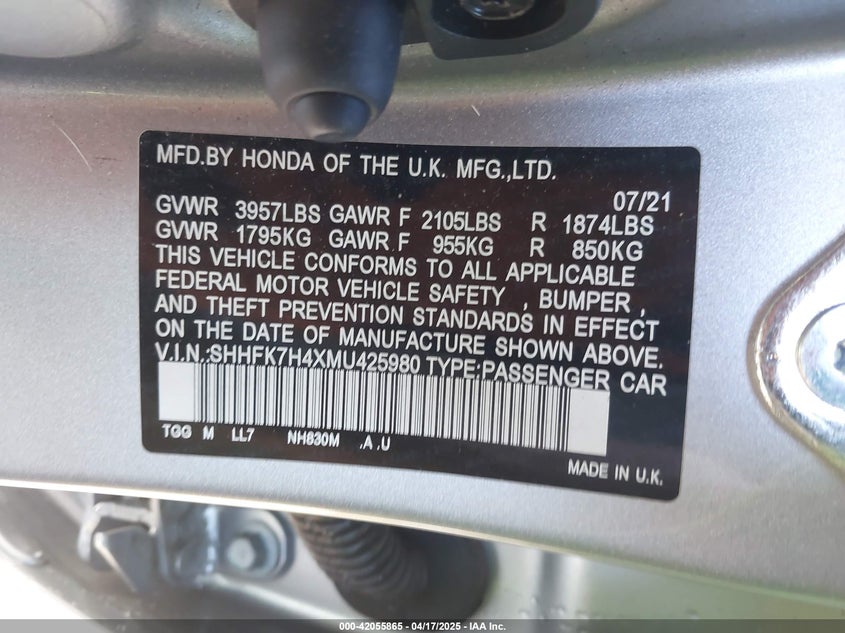 MFD.BY HONDA OF THE U.K. MFG.,LTD.
07/21
GVWR 3957LBS GAWR F 2105LBS R 1874LBS
GVWR 1795KG GAWR F 955KG R 850KG
THIS VEHICLE CONFORMS TO ALL APPLICABLE
FEDERAL MOTOR VEHICLE SAFETY , BUMPER ,
AND THEFT PREVENTION STANDARDS IN EFFECT
ON THE DATE OF MANUFACTURE SHOWN ABOVE.
V.I.N.:SHHFK7H4XMU425980 TYPE:PASSENGER CAR
TGG M LL7 NH830M .A .U
MADE IN U.K.
000-42055865 - 04/17/2025 - IAA Inc.